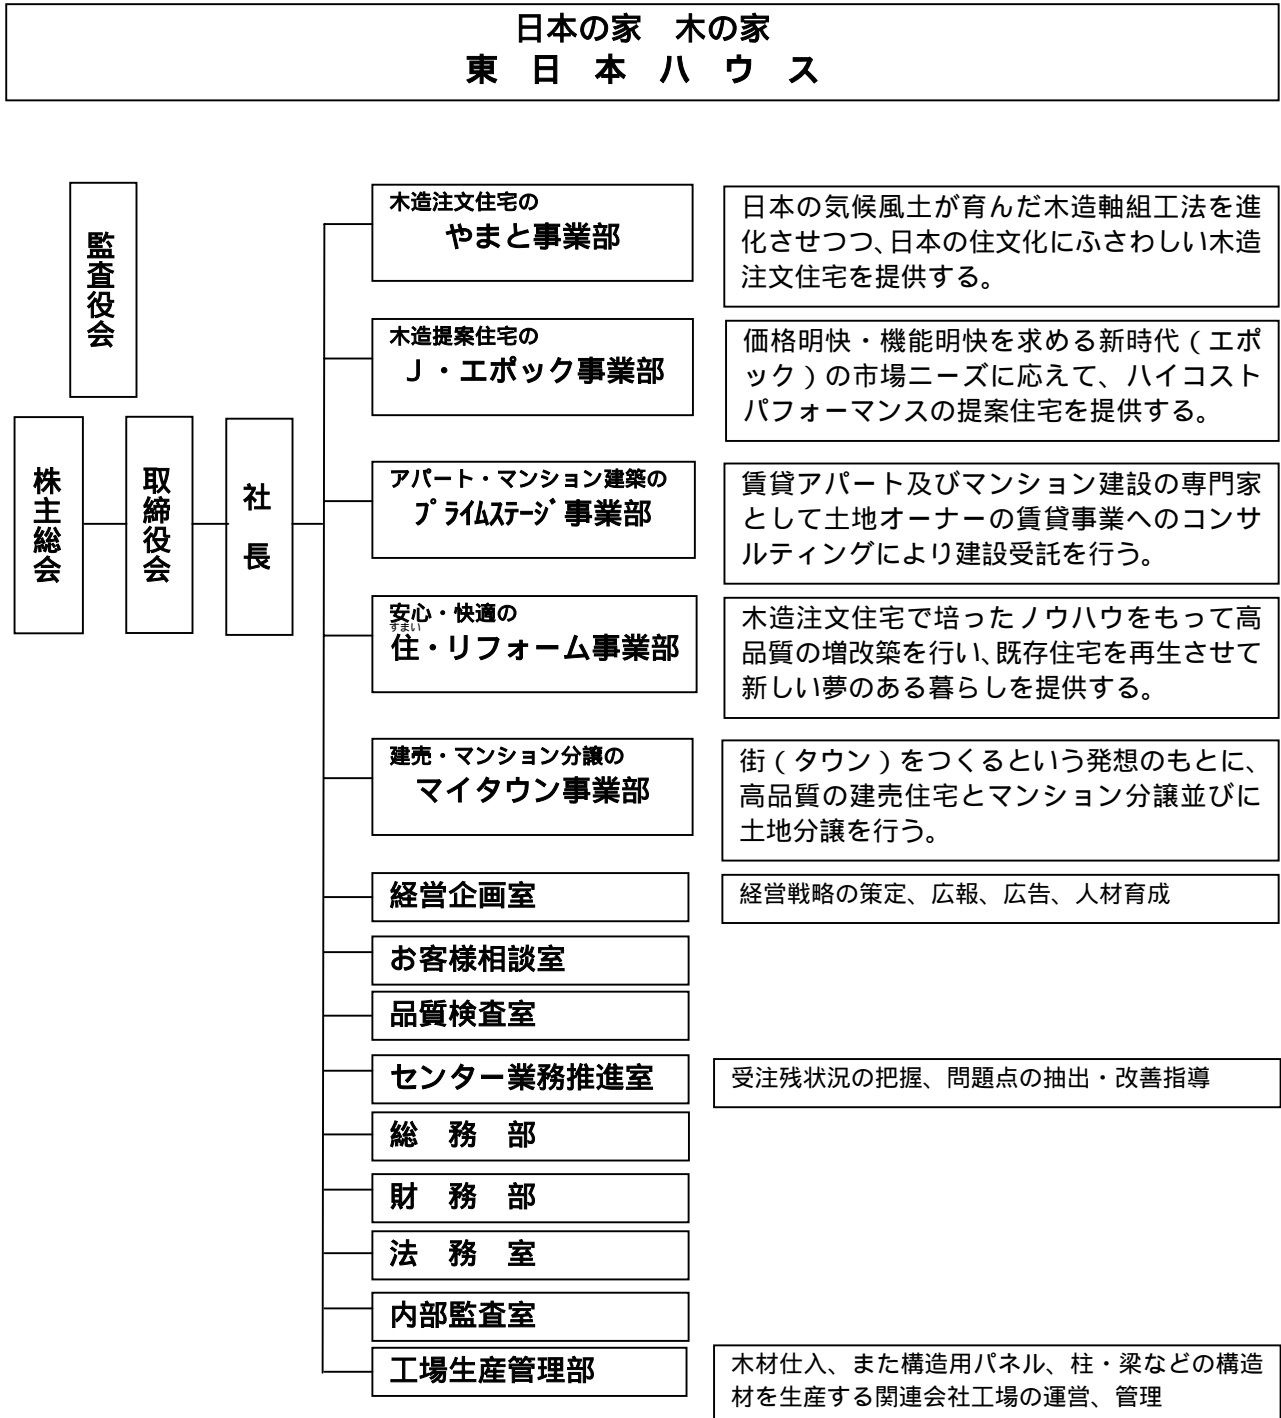 日本の家　木の家
東　日　本　ハ　ウ　ス
監査役会
株主総会
取締役会
社長
木造注文住宅の
やまと事業部
日本の気候風土が育んだ木造軸組工法を進
化させつつ、日本の住文化にふさわしい木造
注文住宅を提供する。
木造提案住宅の
Ｊ・エポック事業部
価格明快・機能明快を求める新時代（エポ
ック）の市場ニーズに応えて、ハイコスト
パフォーマンスの提案住宅を提供する。
アパート・マンション建築の
ﾌﾟﾗｲﾑｽﾃｰｼﾞ事業部
賃貸アパート及びマンション建設の専門家
として土地オーナーの賃貸事業へのコンサ
ルティングにより建設受託を行う。
安心・快適の
すまい
住・リフォーム事業部
木造注文住宅で培ったノウハウをもって高
品質の増改築を行い、既存住宅を再生させて
新しい夢のある暮らしを提供する。
建売・マンション分譲の
マイタウン事業部
街（タウン）をつくるという発想のもとに、
高品質の建売住宅とマンション分譲並びに
土地分譲を行う。
経営企画室
経営戦略の策定、広報、広告、人材育成
お客様相談室
品質検査室
センター業務推進室
受注残状況の把握、問題点の抽出・改善指導
総　務　部
財　務　部
法　務　室
内部監査室
工場生産管理部
木材仕入、また構造用パネル、柱・梁などの構造
材を生産する関連会社工場の運営、管理